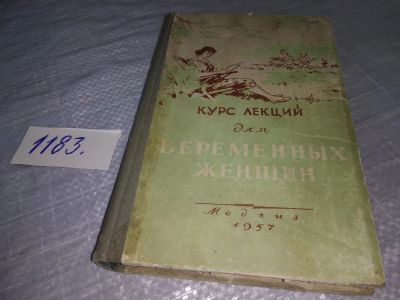 1183.
КУРС ЛЕКЦИЙ
для
БЕРЕМЕННЫХ
ЖЕНЩИН
Медгиз
1957